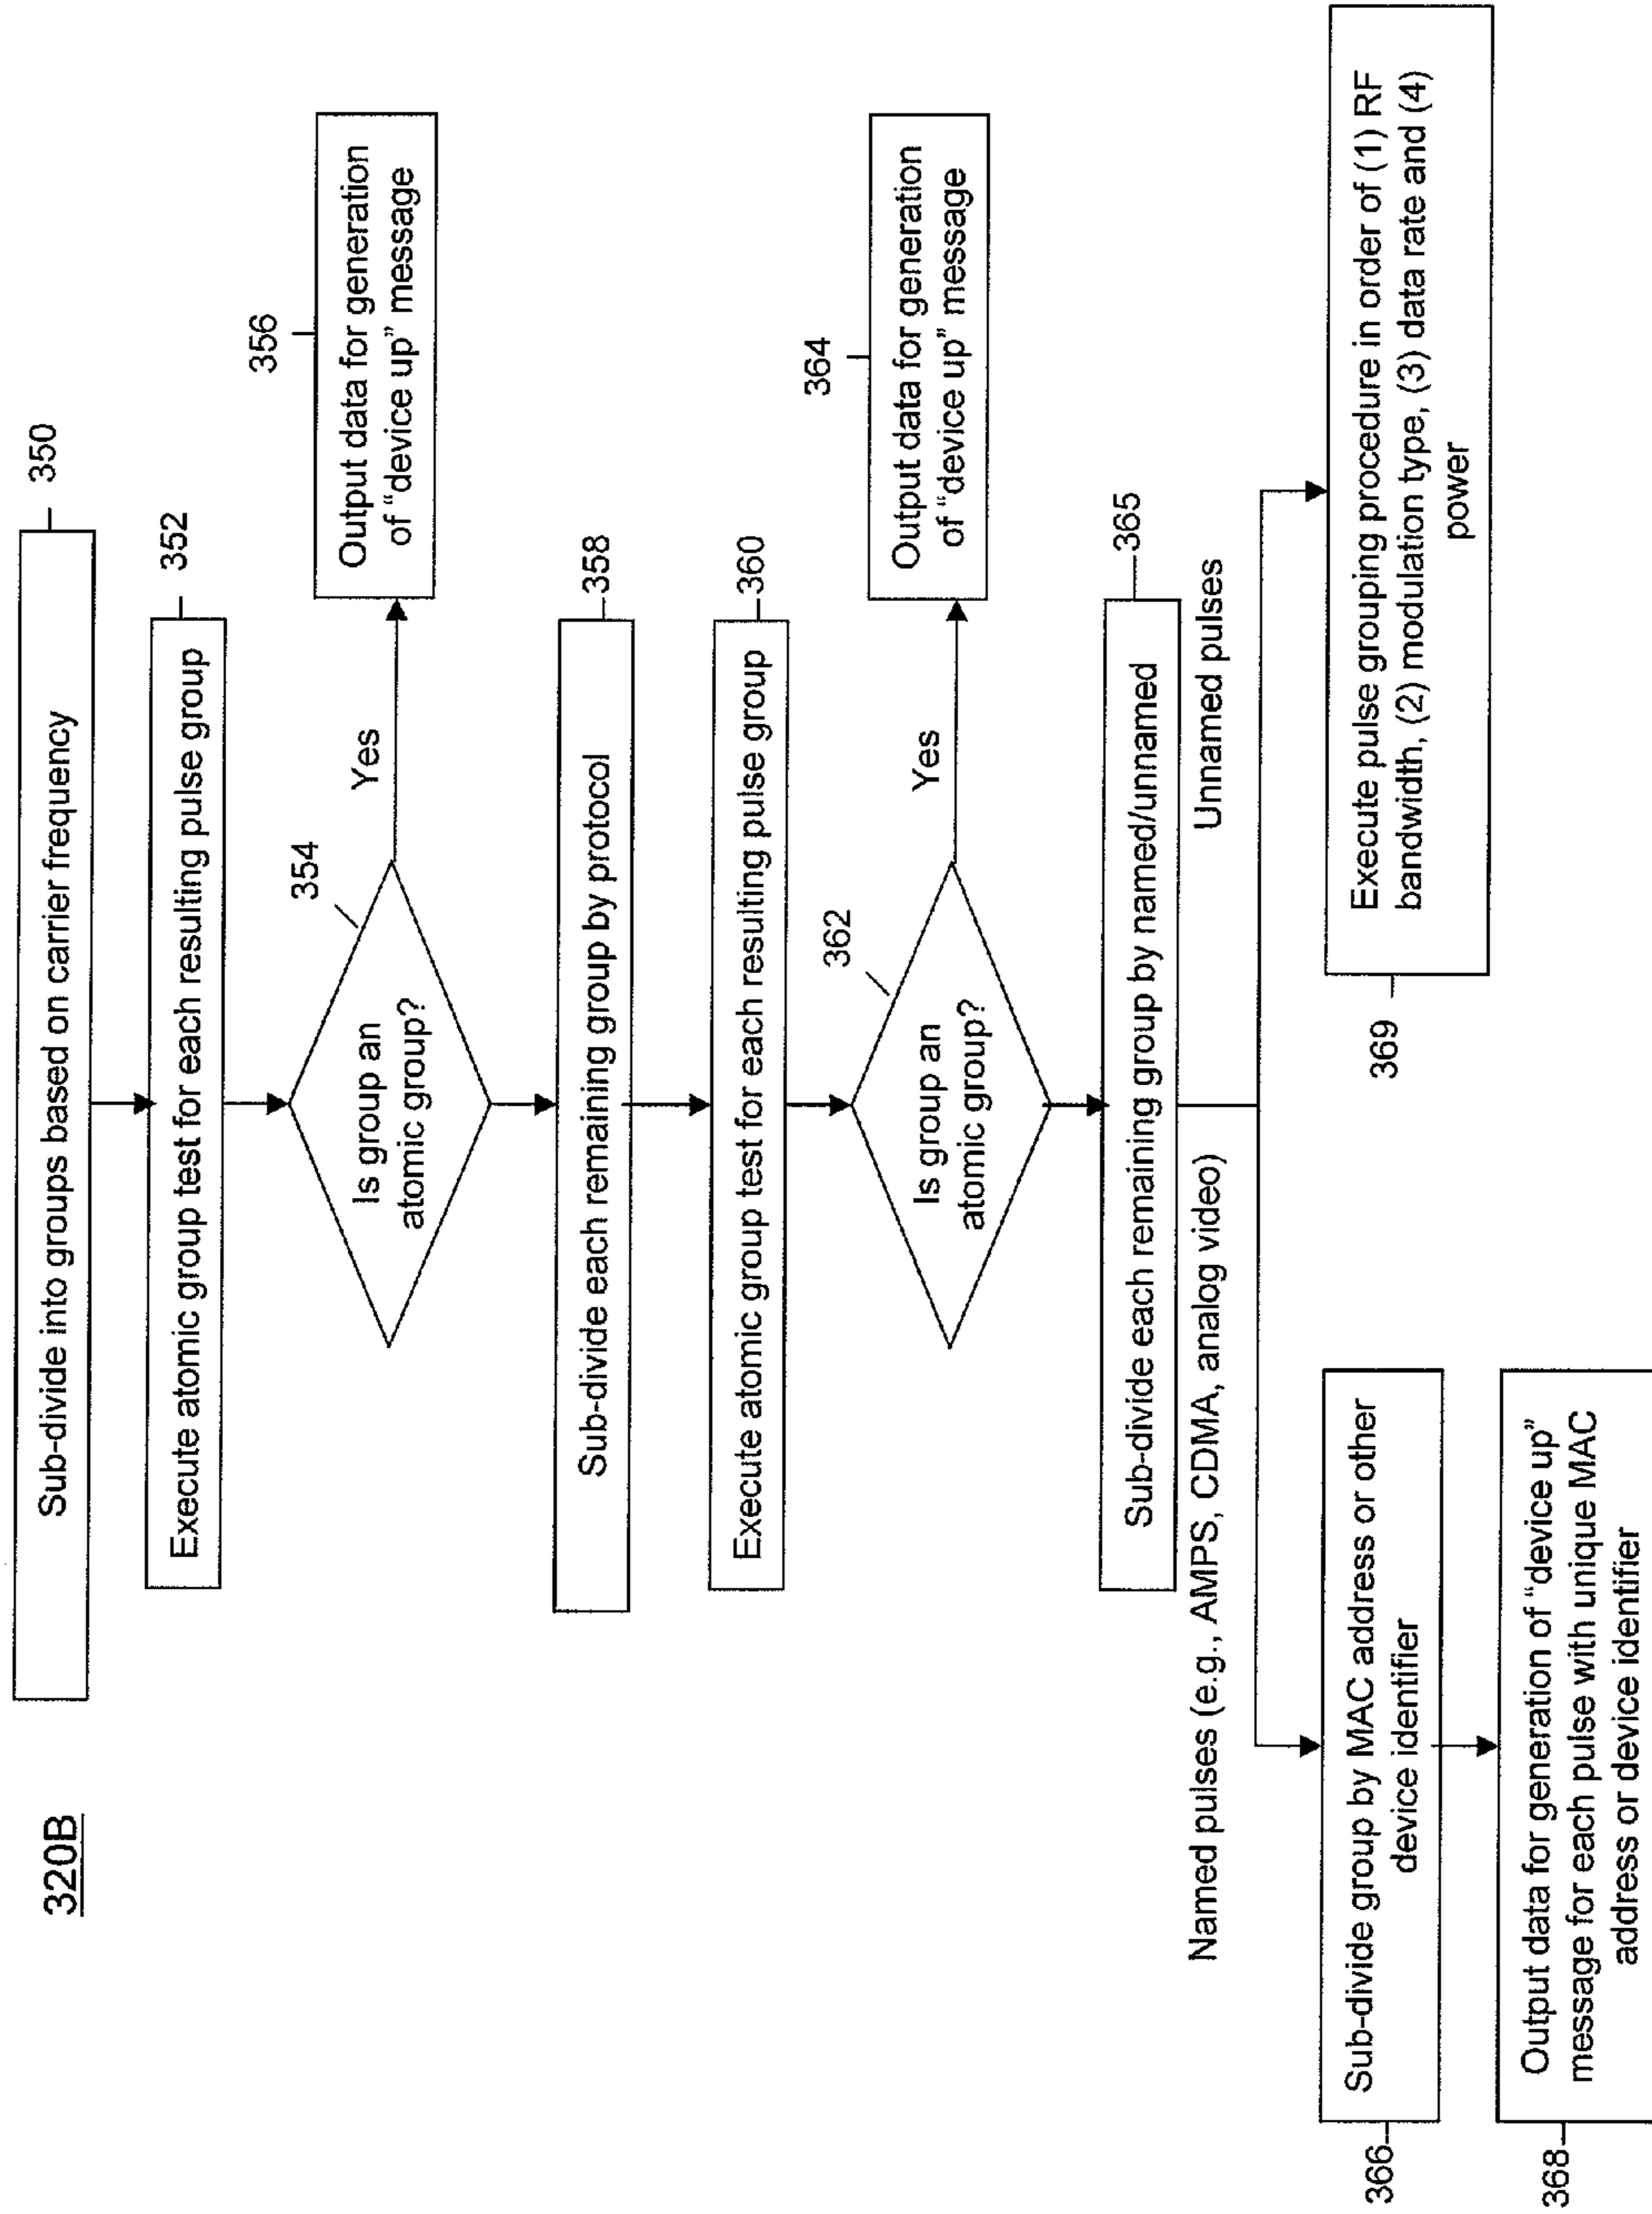 320B
Sub-divide into groups based on carrier frequency
350
Execute atomic group test for each resulting pulse group
352
354
Is group an
atomic group?
Yes
356
Output data for generation
of “device up” message
Sub-divide each remaining group by protocol
358
Execute atomic group test for each resulting pulse group
360
362
Is group an
atomic group?
Yes
364
Output data for generation
of “device up” message
Sub-divide each remaining group by named/unnamed
365
Named pulses (e.g., AMPS, CDMA, analog video)
Unnamed pulses
366
Sub-divide group by MAC address or other
device identifier
368
Output data for generation of “device up”
message for each pulse with unique MAC
address or device identifier
369
Execute pulse grouping procedure in order of (1) RF
bandwidth, (2) modulation type, (3) data rate and (4)
power